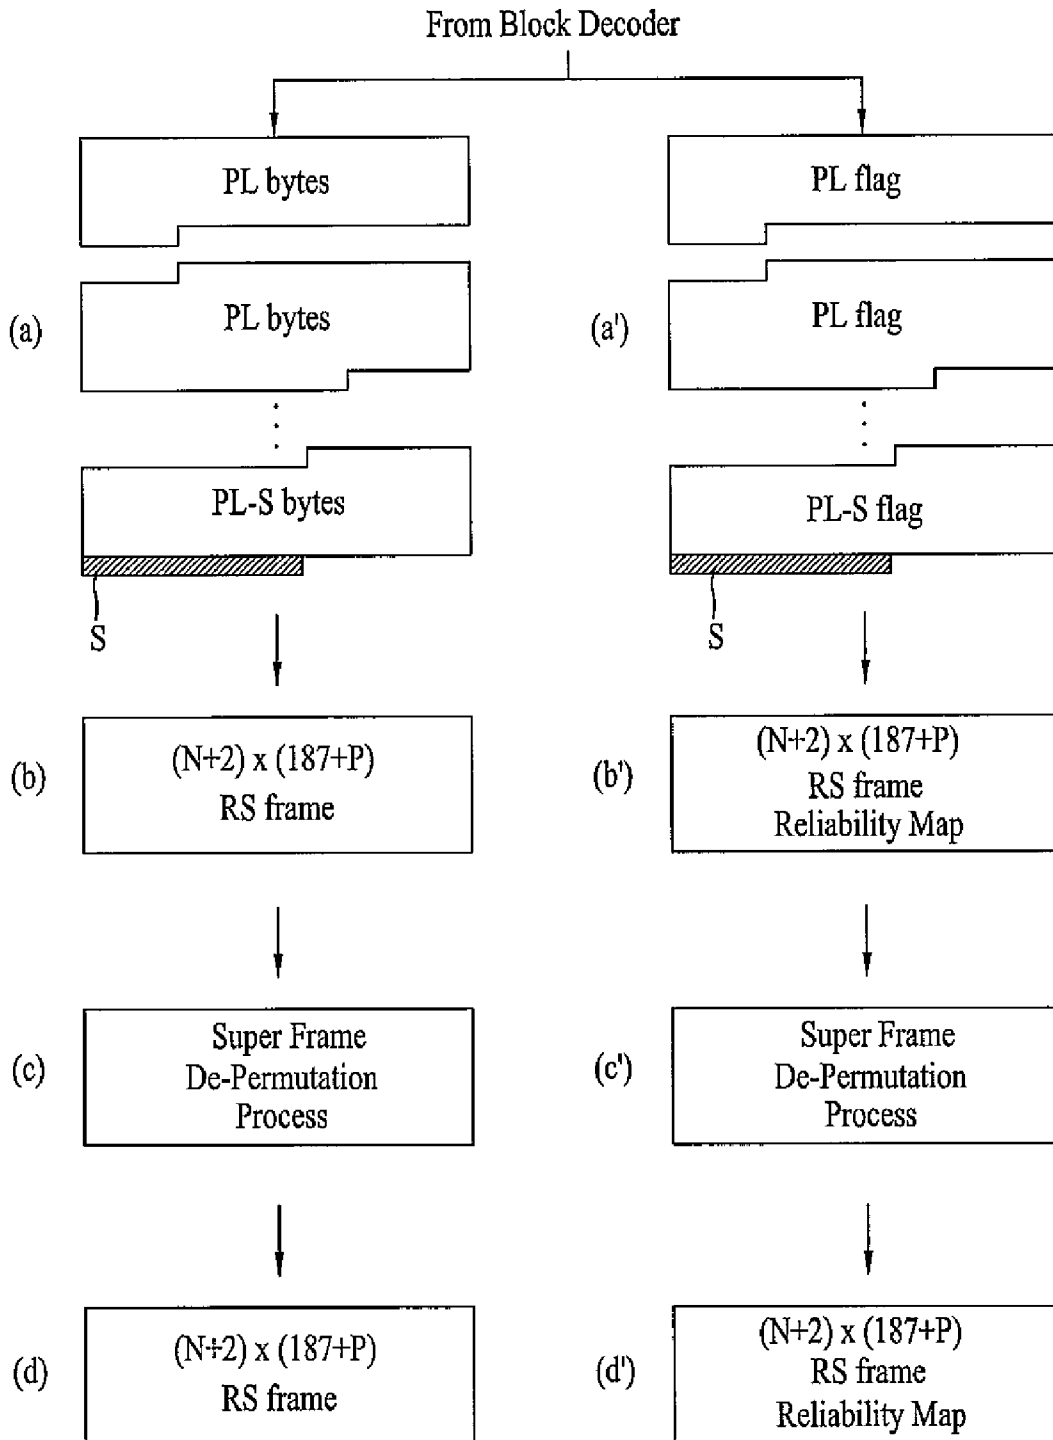 From Block Decoder
PL bytes
PL flag
(a)
PL bytes
(a')
PL flag
PL-S bytes
PL-S flag
S
S
(b)
(N+2) x (187+P)
RS frame
(b')
(N+2) x (187+P)
RS frame
Reliability Map
(c)
Super Frame
De-Permutation
Process
(c')
Super Frame
De-Permutation
Process
(d)
(N+2) x (187+P)
RS frame
(d')
(N+2) x (187+P)
RS frame
Reliability Map